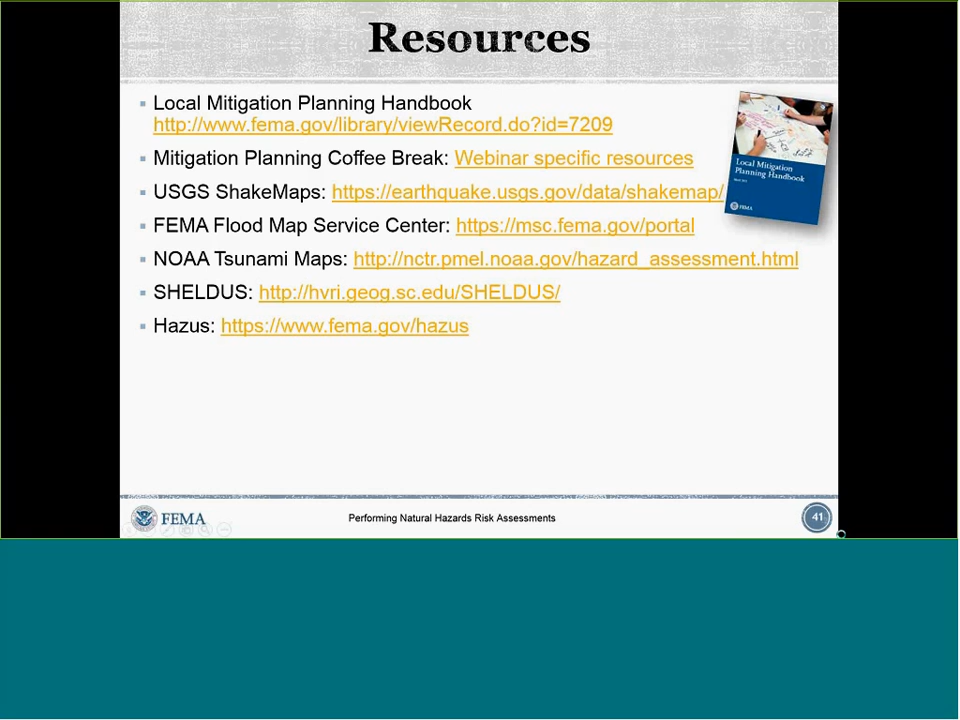 Resources
Local Mitigation Planning Handbook
http://www.fema.gov/library/viewRecord.do?id=7209
Mitigation Planning Coffee Break: Webinar specific resources
USGS ShakeMaps: https://earthquake.usgs.gov/data/shakemap/
FEMA Flood Map Service Center: https://msc.fema.gov/portal
NOAA Tsunami Maps: http://nctr.pmel.noaa.gov/hazard_assessment.html
SHELDUS: http://hvri.geog.sc.edu/SHELDUS/
Hazus: https://www.fema.gov/hazus
Local Mitigation
Planning Handbook
FEMA
FEMA
Performing Natural Hazards Risk Assessments
41